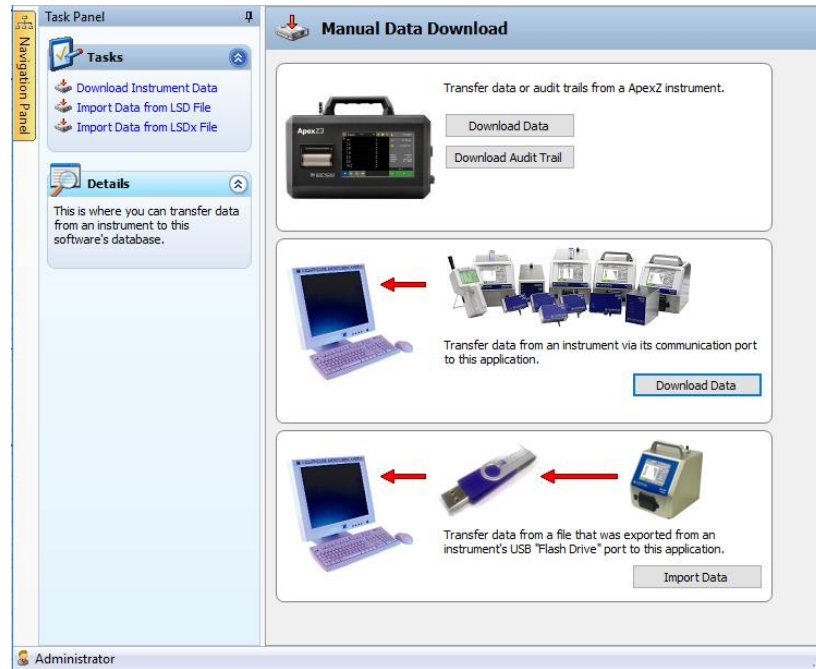 Task Panel
Navigation Panel
Tasks
Download Instrument Data
Import Data from LSD File
Import Data from LSDx File
Details
This is where you can transfer data
from an instrument to this
software's database.
Manual Data Download
ApexZ3
Transfer data or audit trails from a ApexZ instrument.
Download Data
Download Audit Trail
Transfer data from an instrument via its communication port
to this application.
Download Data
Transfer data from a file that was exported from an
instrument's USB "Flash Drive" port to this application.
Import Data
Administrator